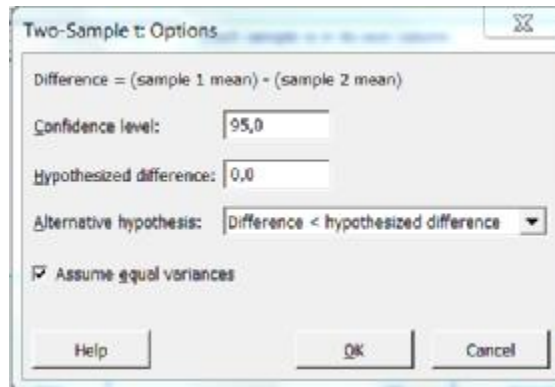 Two-Sample t: Options
Difference = (sample 1 mean) - (sample 2 mean)
Confidence level: 95,0
Hypothesized difference: 0,0
Alternative hypothesis: Difference < hypothesized difference
Assume equal variances
Help OK Cancel